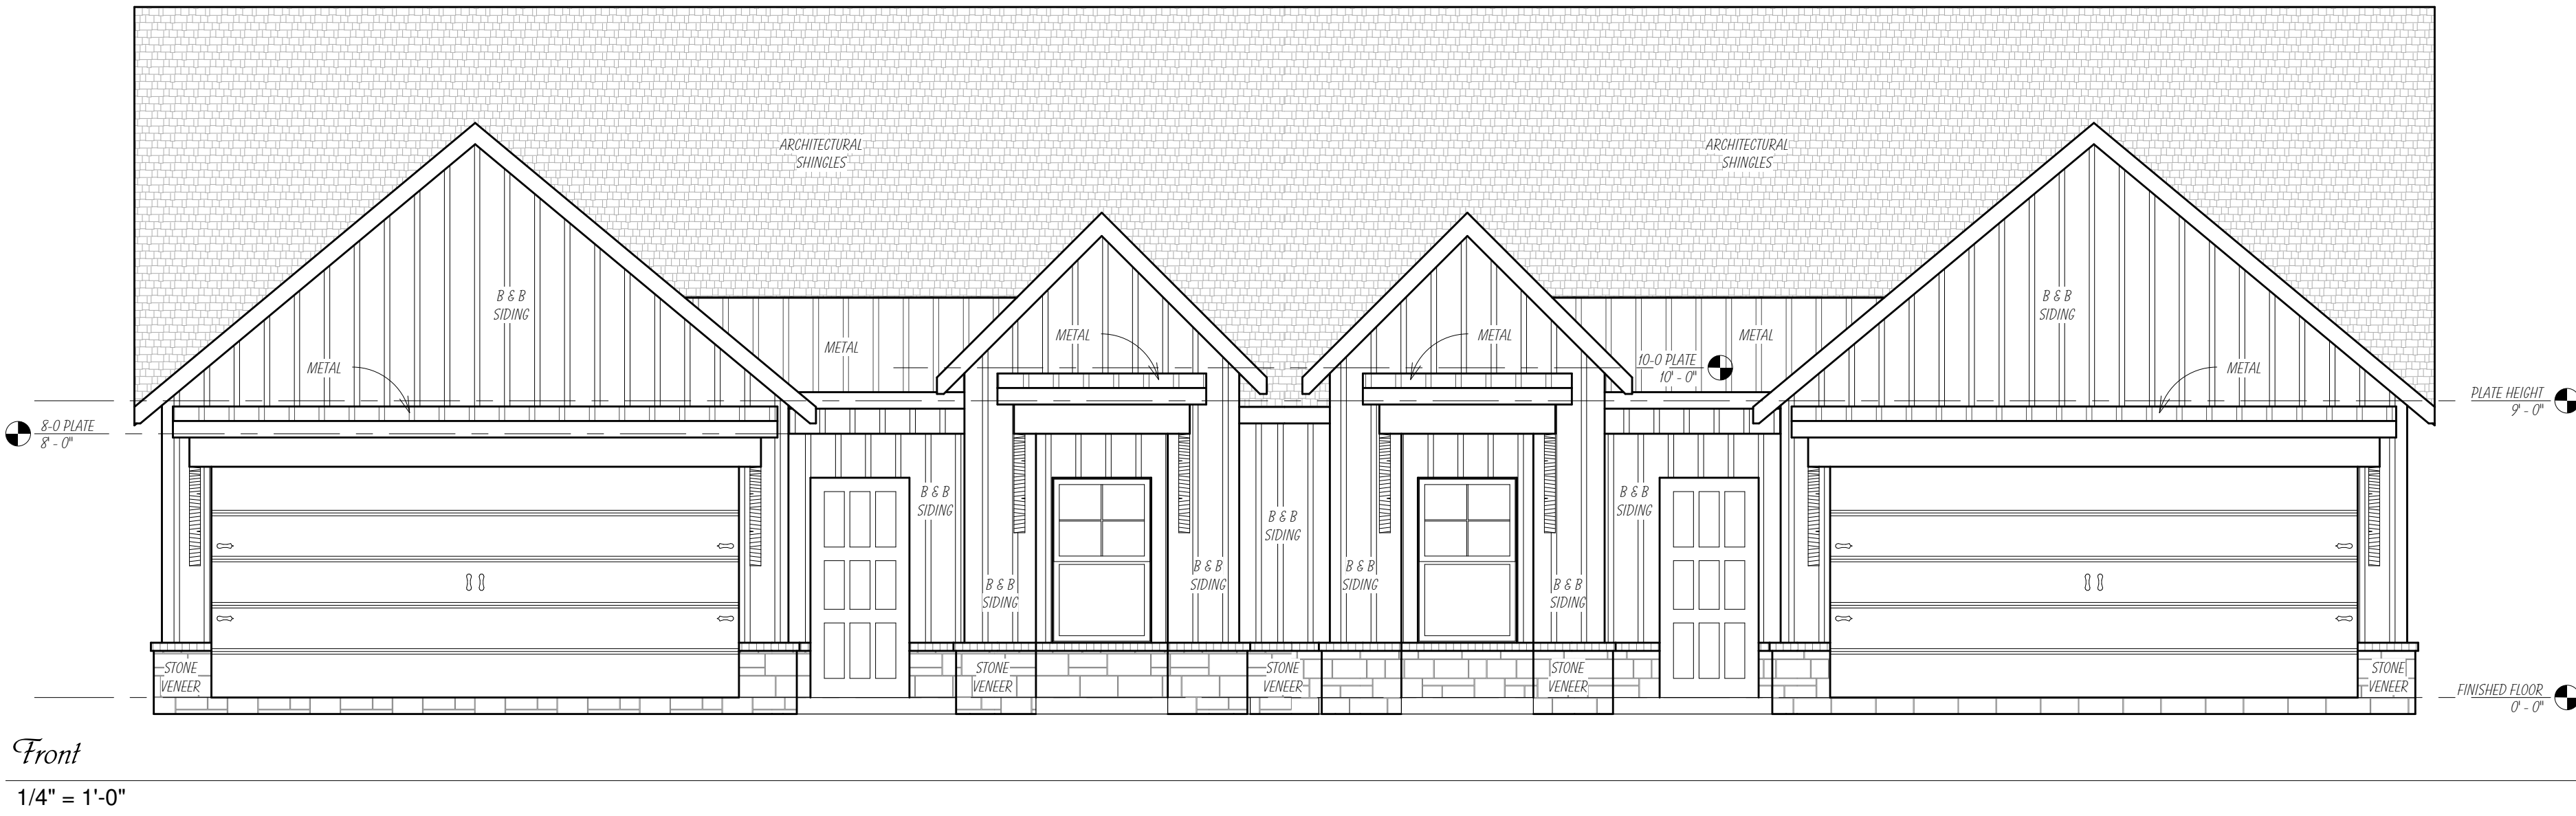 ARCHITECTURAL
SHINGLES
ARCHITECTURAL
SHINGLES
B & B
SIDING
B & B
SIDING
METAL
METAL
METAL
METAL
METAL
METAL
10-0 PLATE
10' - 0"
PLATE HEIGHT
9' - 0"
8-0 PLATE
8' - 0"
B & B
SIDING
B & B
SIDING
B & B
SIDING
B & B
SIDING
B & B
SIDING
B & B
SIDING
B & B
SIDING
STONE
VENEER
STONE
VENEER
STONE
VENEER
STONE
VENEER
STONE
VENEER
FINISHED FLOOR
0' - 0"
Front
1/4" = 1'-0"